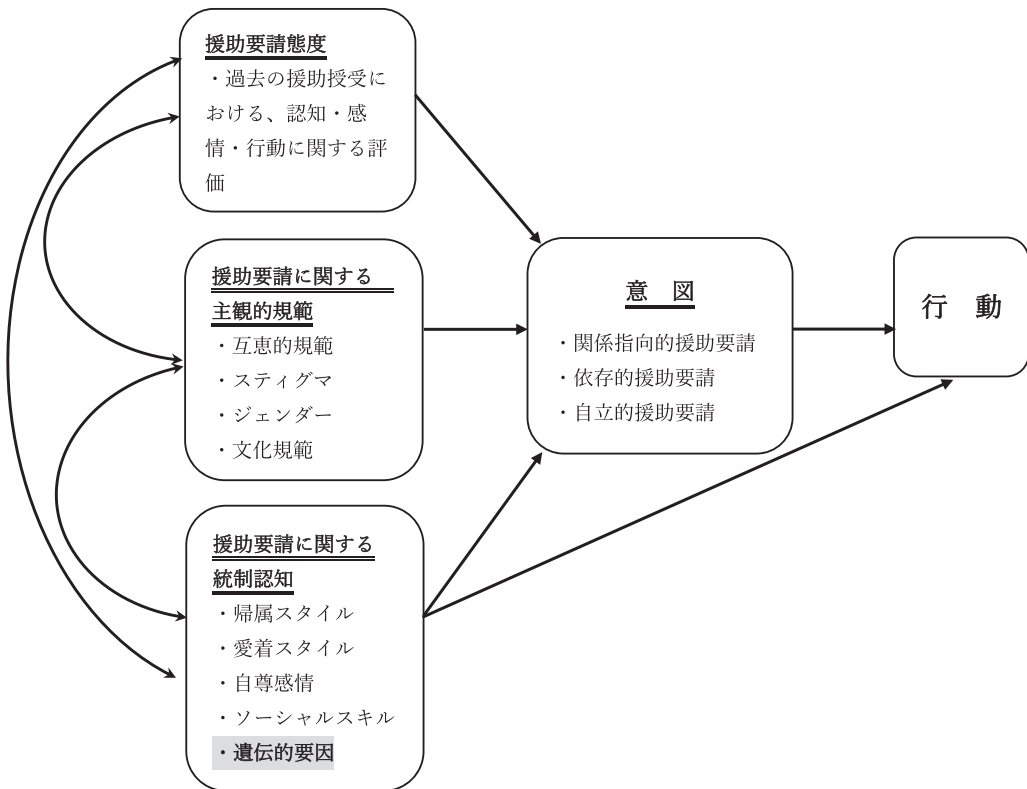 援助要請態度
・過去の援助授受に
おける、認知・感
情・行動に関する評
価
援助要請に関する
主観的規範
・互恵的規範
・スティグマ
・ジェンダー
・文化規範
援助要請に関する
統制認知
・帰属スタイル
・愛着スタイル
・自尊感情
・ソーシャルスキル
・遺伝的要因
意　図
・関係指向的援助要請
・依存的援助要請
・自立的援助要請
行　動